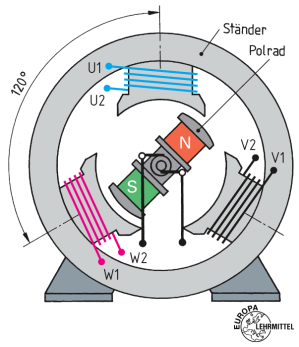 U1
U2
120°
Ständer
Polrad
N
S
V2
V1
W2
W1
EUROPA
LEHRMITTEL